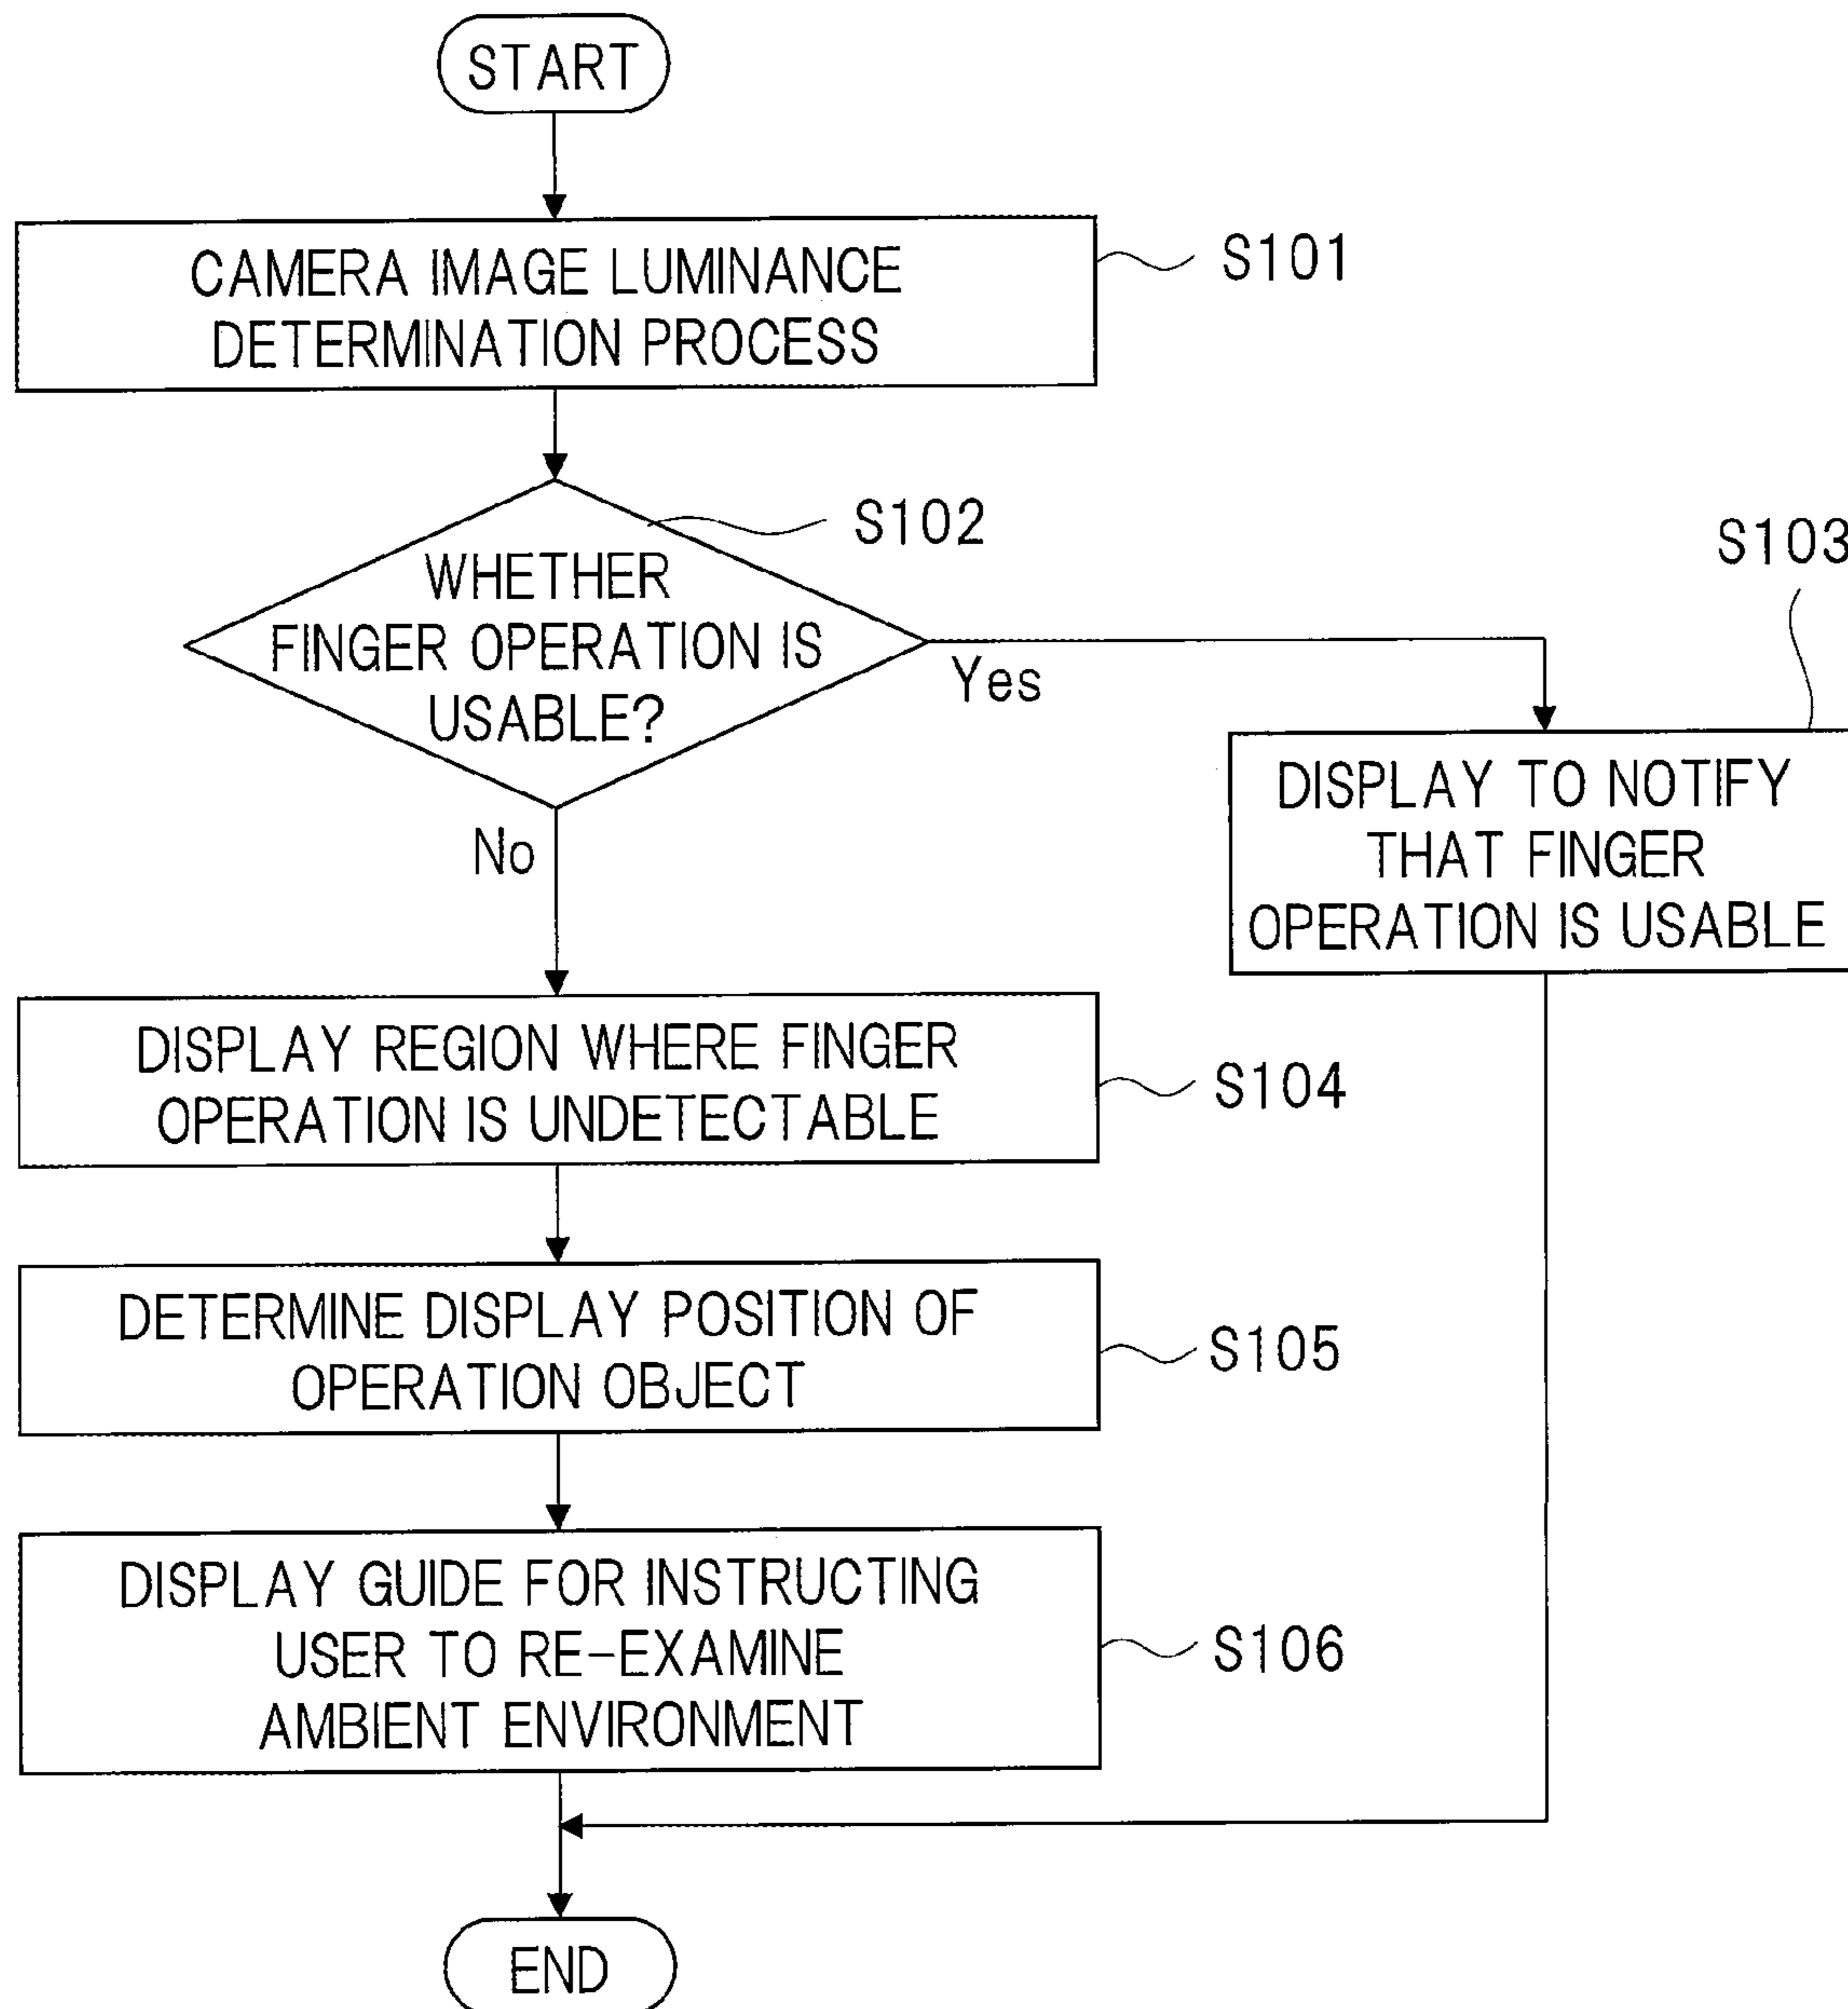 START
CAMERA IMAGE LUMINANCE
DETERMINATION PROCESS
S101
S102
WHETHER
FINGER OPERATION IS
USABLE?
Yes
No
S103
DISPLAY TO NOTIFY
THAT FINGER
OPERATION IS USABLE
DISPLAY REGION WHERE FINGER
OPERATION IS UNDETECTABLE
S104
DETERMINE DISPLAY POSITION OF
OPERATION OBJECT
S105
DISPLAY GUIDE FOR INSTRUCTING
USER TO RE-EXAMINE
AMBIENT ENVIRONMENT
S106
END